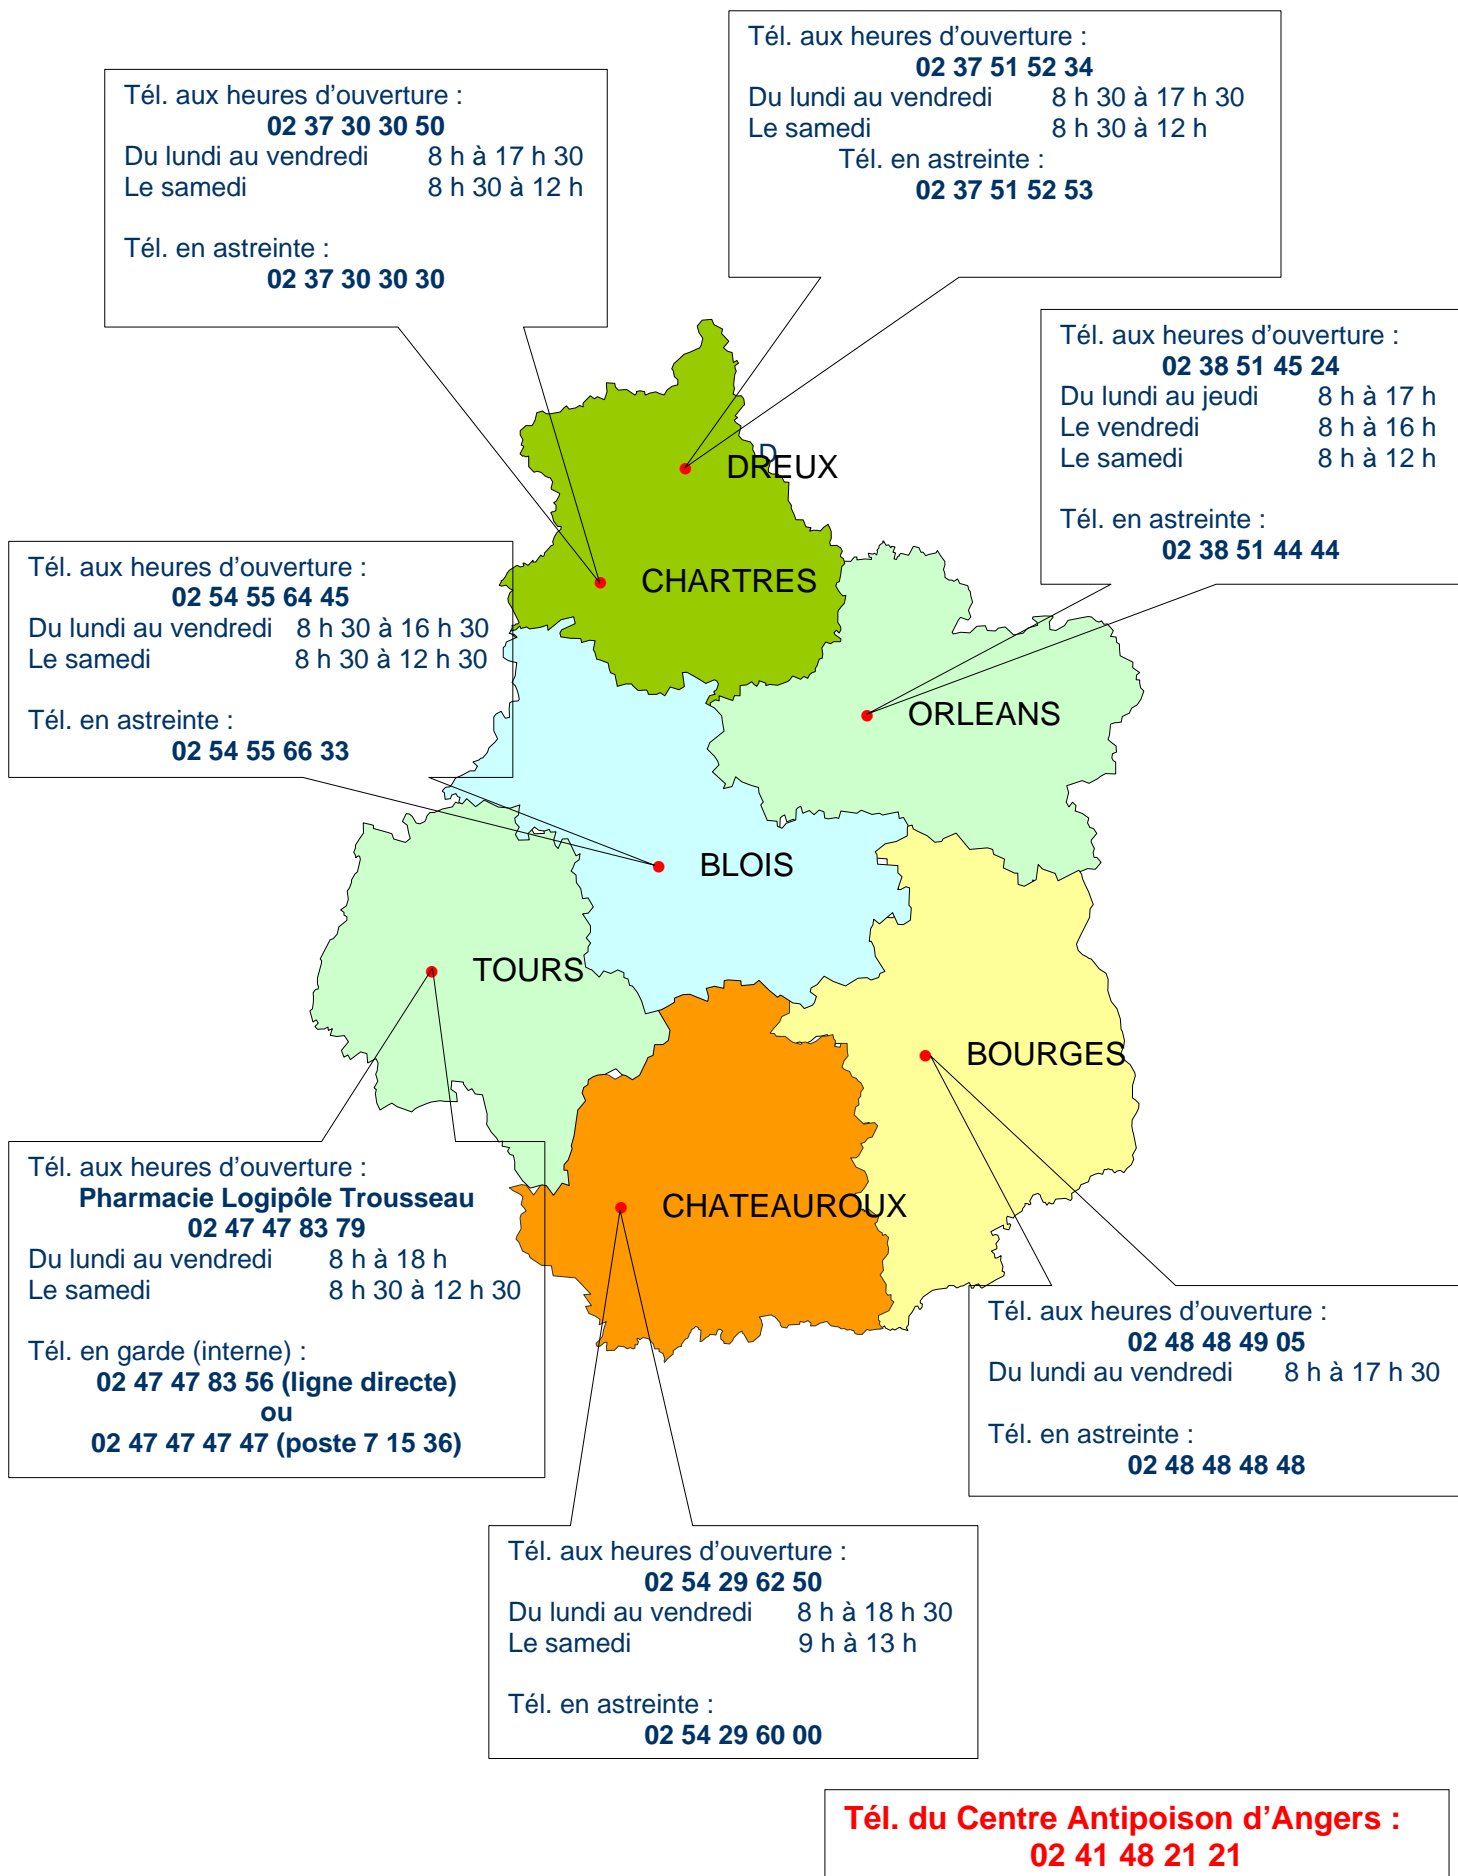 Tél. aux heures d’ouverture :
02 37 51 52 34
Du lundi au vendredi 8 h 30 à 17 h 30
Le samedi 8 h 30 à 12 h
Tél. en astreinte :
02 37 51 52 53
Tél. aux heures d’ouverture :
02 37 30 30 50
Du lundi au vendredi 8 h à 17 h 30
Le samedi 8 h 30 à 12 h
Tél. en astreinte :
02 37 30 30 30
Tél. aux heures d’ouverture :
02 38 51 45 24
Du lundi au jeudi 8 h à 17 h
Le vendredi 8 h à 16 h
Le samedi 8 h à 12 h
Tél. en astreinte :
02 38 51 44 44
D
DREUX
CHARTRES
Tél. aux heures d’ouverture :
02 54 55 64 45
Du lundi au vendredi 8 h 30 à 16 h 30
Le samedi 8 h 30 à 12 h 30
Tél. en astreinte :
02 54 55 66 33
ORLEANS
BLOIS
TOURS
BOURGES
CHATEAUROUX
Tél. aux heures d’ouverture :
Pharmacie Logipôle Trousseau
02 47 47 83 79
Du lundi au vendredi 8 h à 18 h
Le samedi 8 h 30 à 12 h 30
Tél. en garde (interne) :
02 47 47 83 56 (ligne directe)
ou
02 47 47 47 47 (poste 7 15 36)
Tél. aux heures d’ouverture :
02 48 48 49 05
Du lundi au vendredi 8 h à 17 h 30
Tél. en astreinte :
02 48 48 48 48
Tél. aux heures d’ouverture :
02 54 29 62 50
Du lundi au vendredi 8 h à 18 h 30
Le samedi 9 h à 13 h
Tél. en astreinte :
02 54 29 60 00
Tél. du Centre Antipoison d’Angers :
02 41 48 21 21